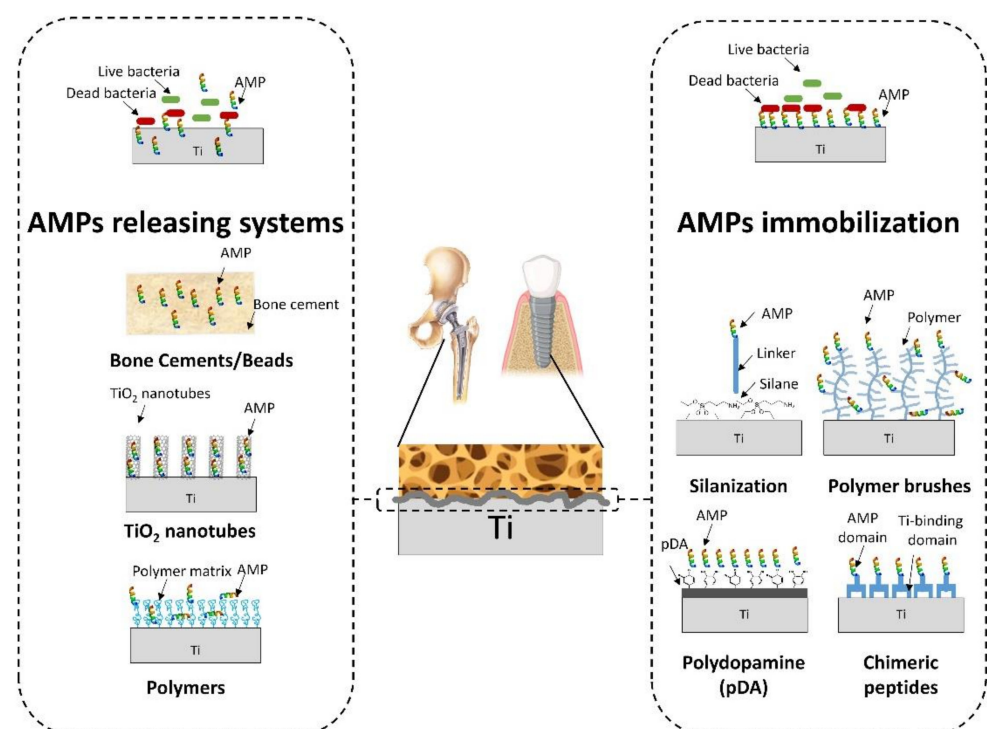 Live bacteria
AMP
Dead bacteria
Ti
AMPs releasing systems
AMP
Bone cement
Bone Cements/Beads
TiO₂ nanotubes
AMP
Ti
TiO₂ nanotubes
Polymer matrix
AMP
Ti
Polymers
Ti
Live bacteria
Dead bacteria
AMP
Ti
AMPs immobilization
AMP
Linker
Silane
Ti
Silanization
AMP
Polymer
Ti
Polymer brushes
AMP
pDA
Ti
Polydopamine
(pDA)
AMP
domain
Ti-binding
domain
Ti
Chimeric
peptides